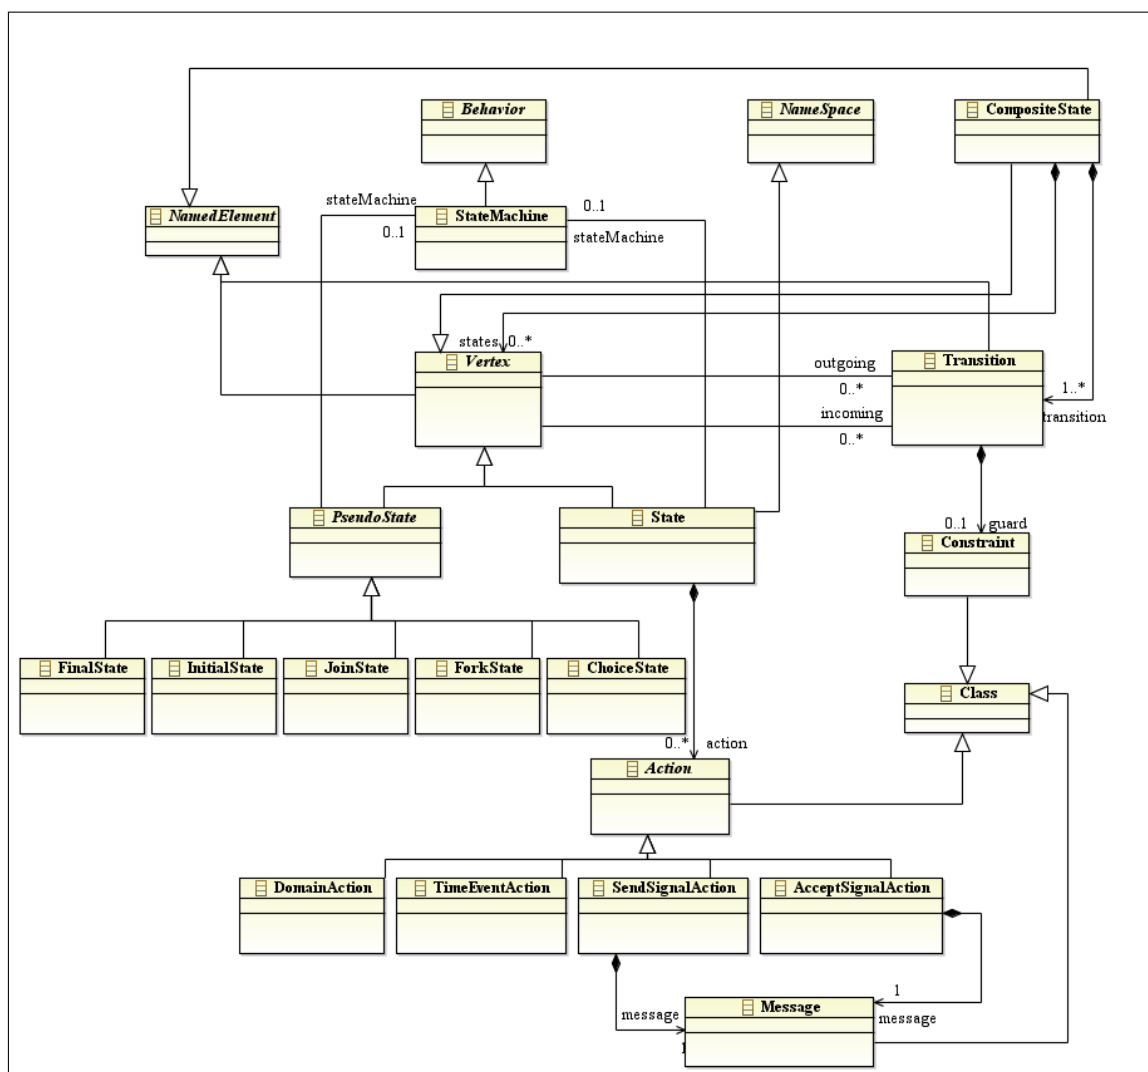 Behavior
NameSpace
CompositeState
stateMachine
0..1
NamedElement
StateMachine
0..1
stateMachine
states 0..*
Vertex
outgoing
Transition
0..*
1..*
incoming
transition
0..*
PseudoState
State
0..1 guard
Constraint
FinalState
InitialState
JoinState
ForkState
ChoiceState
Class
0..* action
Action
DomainAction
TimeEventAction
SendSignalAction
AcceptSignalAction
1
Message
message
message
1